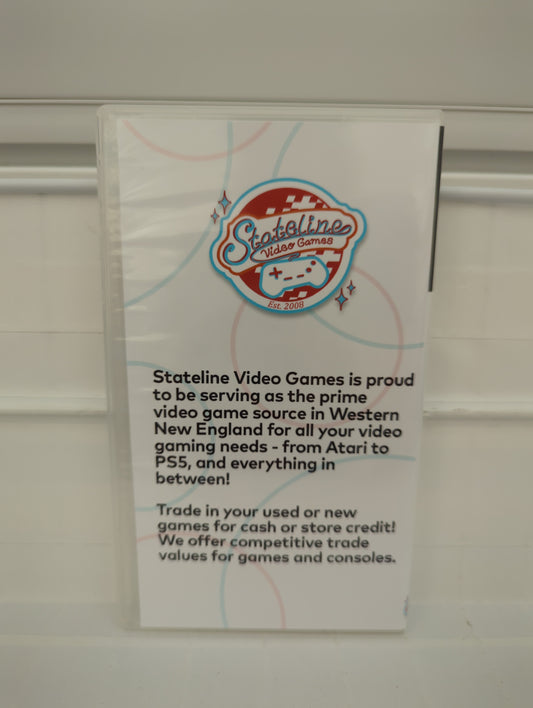 Stateline
Video Games
Est. 2008
Stateline Video Games is proud
to be serving as the prime
video game source in Western
New England for all your video
gaming needs - from Atari to
PS5, and everything in
between!
Trade in your used or new
games for cash or store credit!
We offer competitive trade
values for games and consoles.